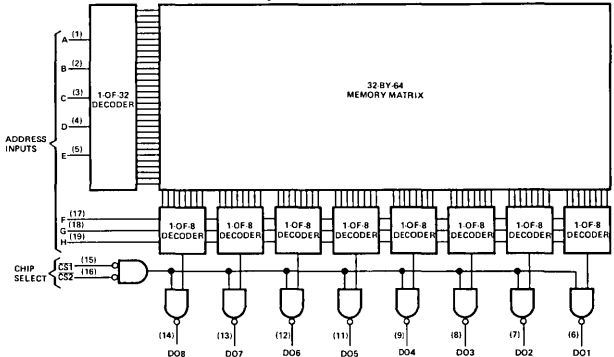 A (1)
B (2)
C (3)
D (4)
E (5)
1-OF-32
DECODER
32-BY-64
MEMORY MATRIX
ADDRESS
INPUTS
F (17)
G (18)
H (19)
1-OF-8
DECODER
1-OF-8
DECODER
1-OF-8
DECODER
1-OF-8
DECODER
1-OF-8
DECODER
1-OF-8
DECODER
1-OF-8
DECODER
1-OF-8
DECODER
CHIP
SELECT
CS1 (15)
CS2 (16)
(14) (13) (12) (11) (9) (8) (7) (6)
DO8 DO7 DO6 DO5 DO4 DO3 DO2 DO1